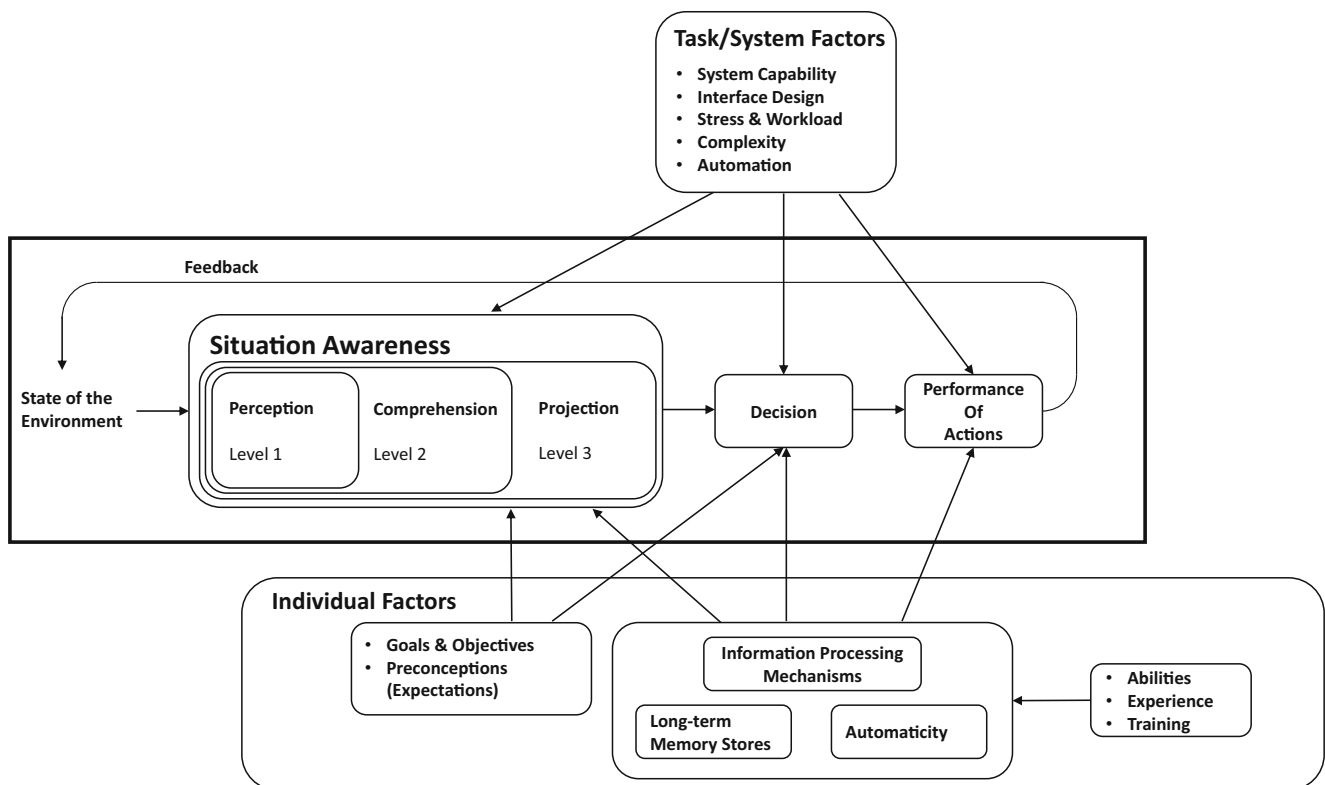 Task/System Factors
• System Capability
• Interface Design
• Stress & Workload
• Complexity
• Automation
Feedback
Situation Awareness
State of the
Environment
Perception
Level 1
Comprehension
Level 2
Projection
Level 3
Decision
Performance
Of
Actions
Individual Factors
• Goals & Objectives
• Preconceptions
(Expectations)
Information Processing
Mechanisms
Long-term
Memory Stores
Automaticity
• Abilities
• Experience
• Training